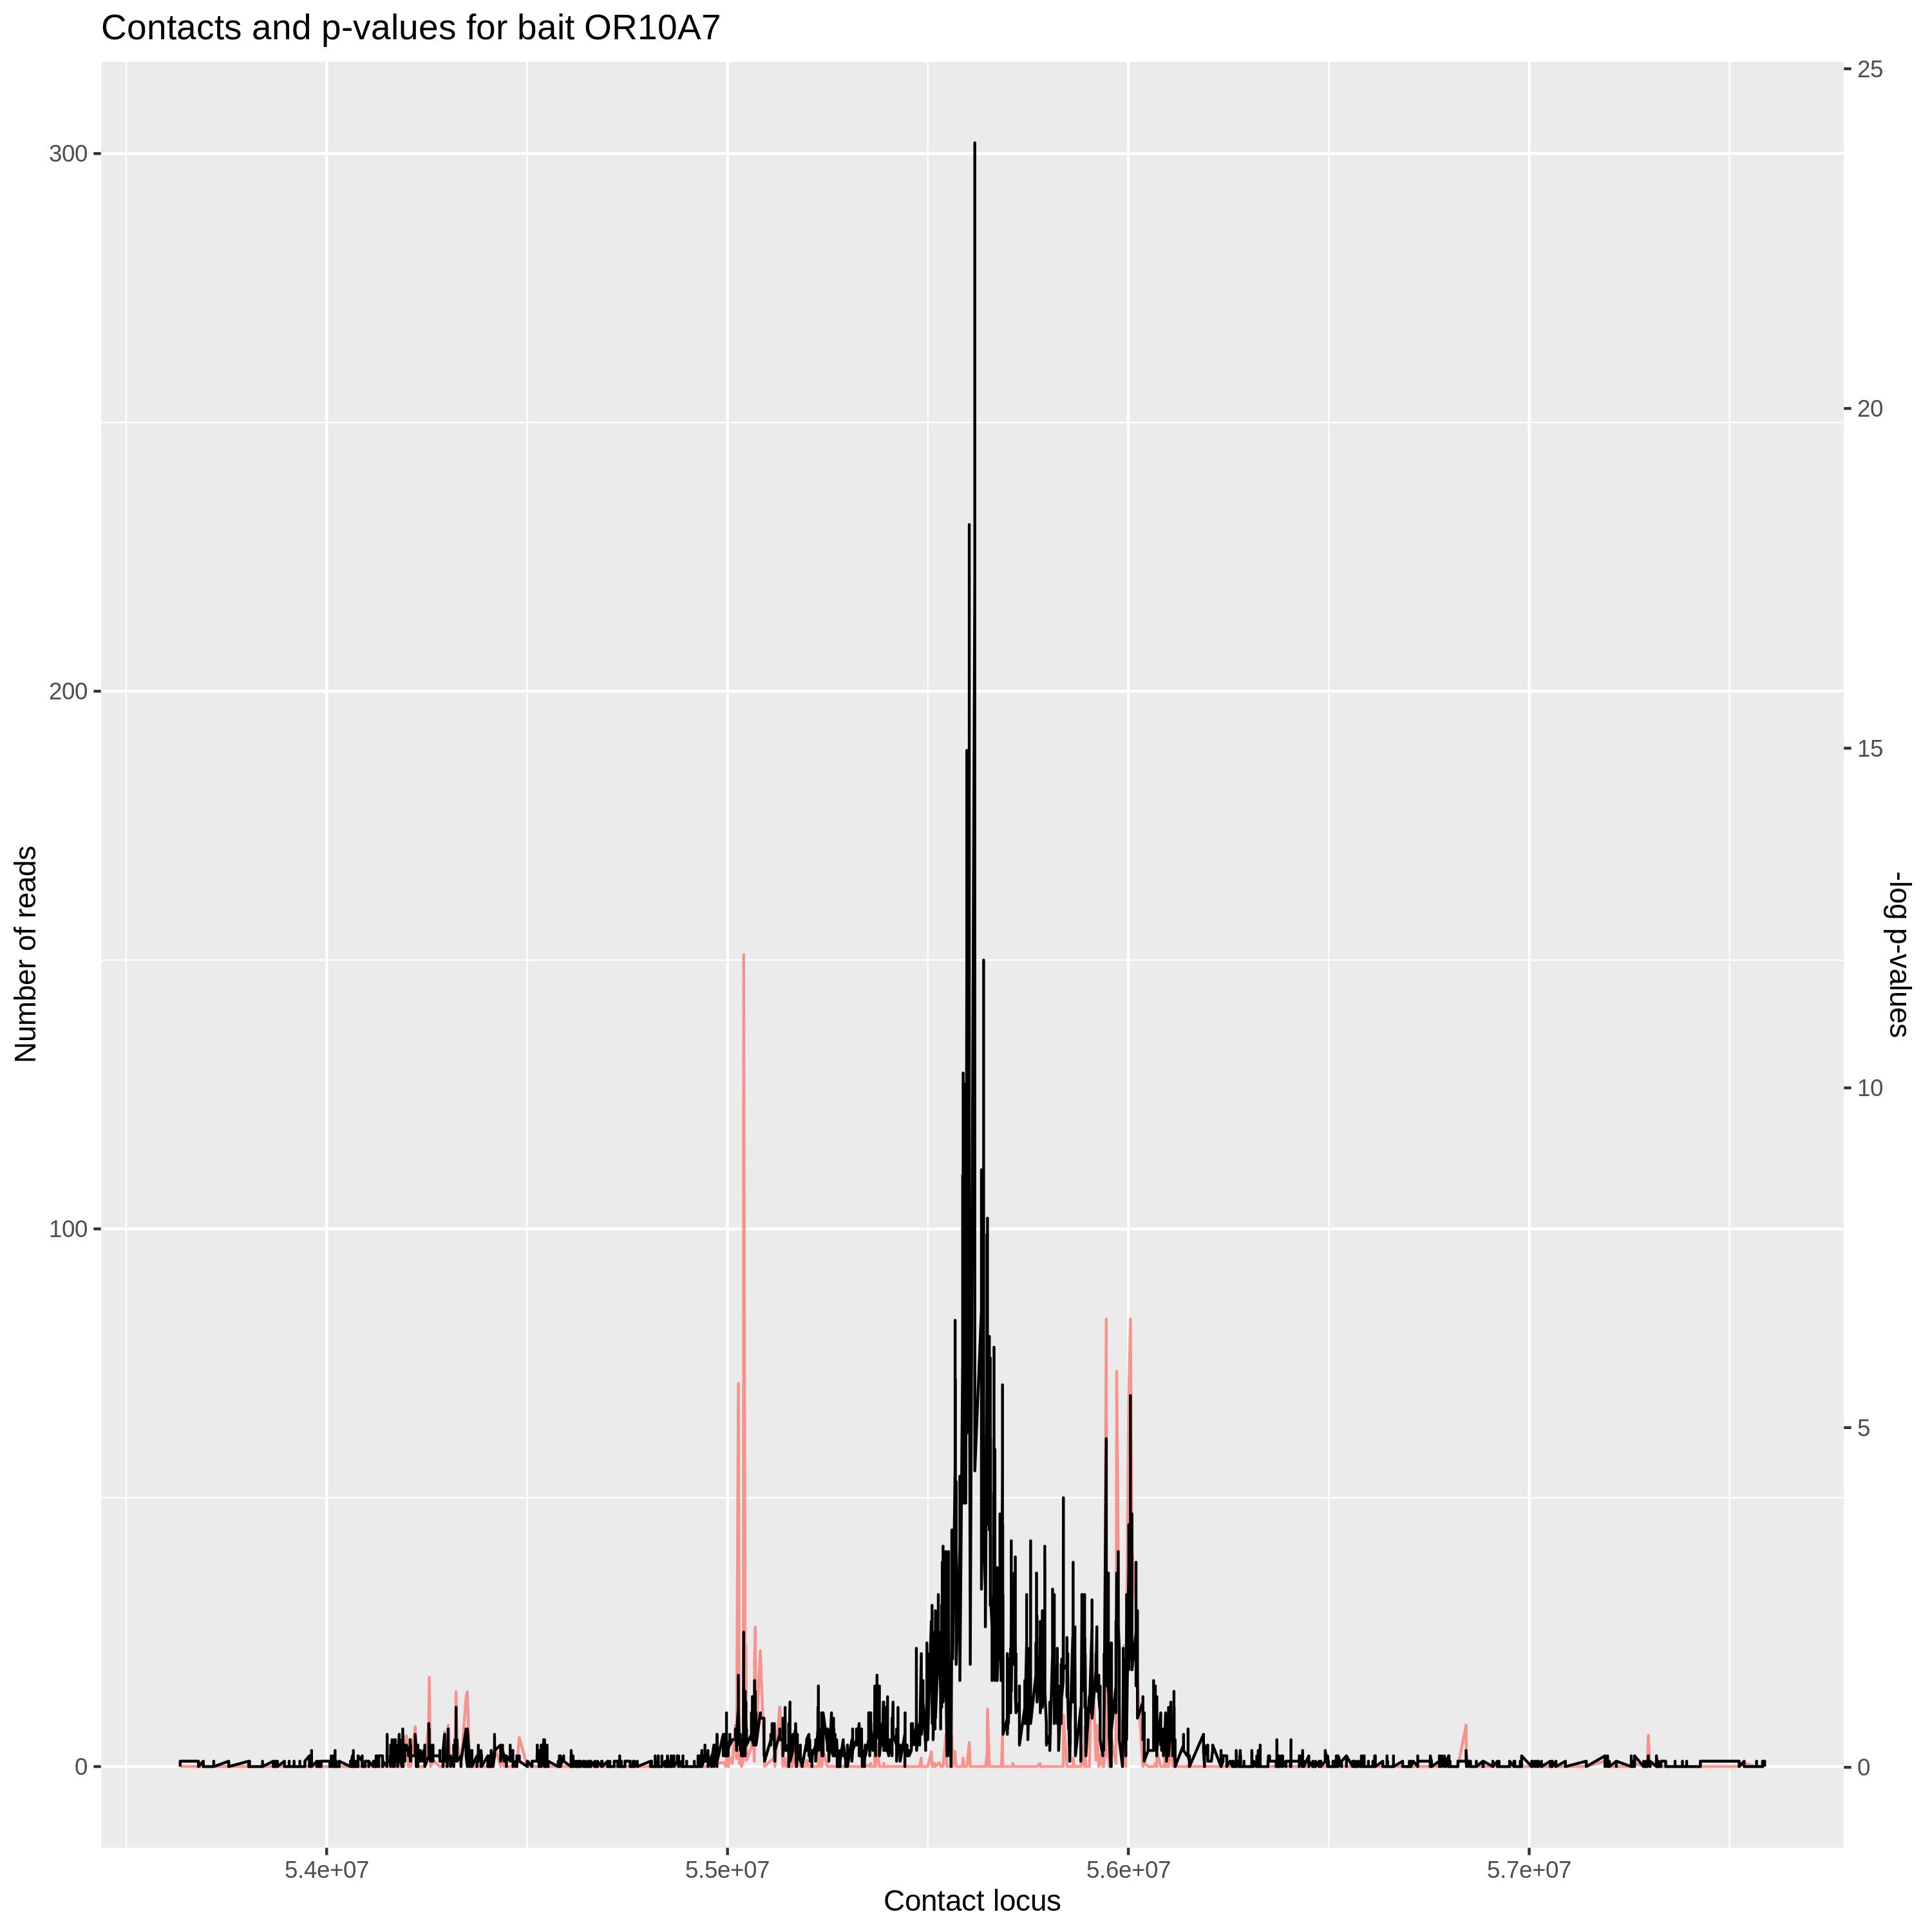 Contacts and p-values for bait OR10A7
25
300
20
200
15
Number of reads
-log p-values
10
100
5
0
0
5.4e+07 5.5e+07 5.6e+07 5.7e+07
Contact locus